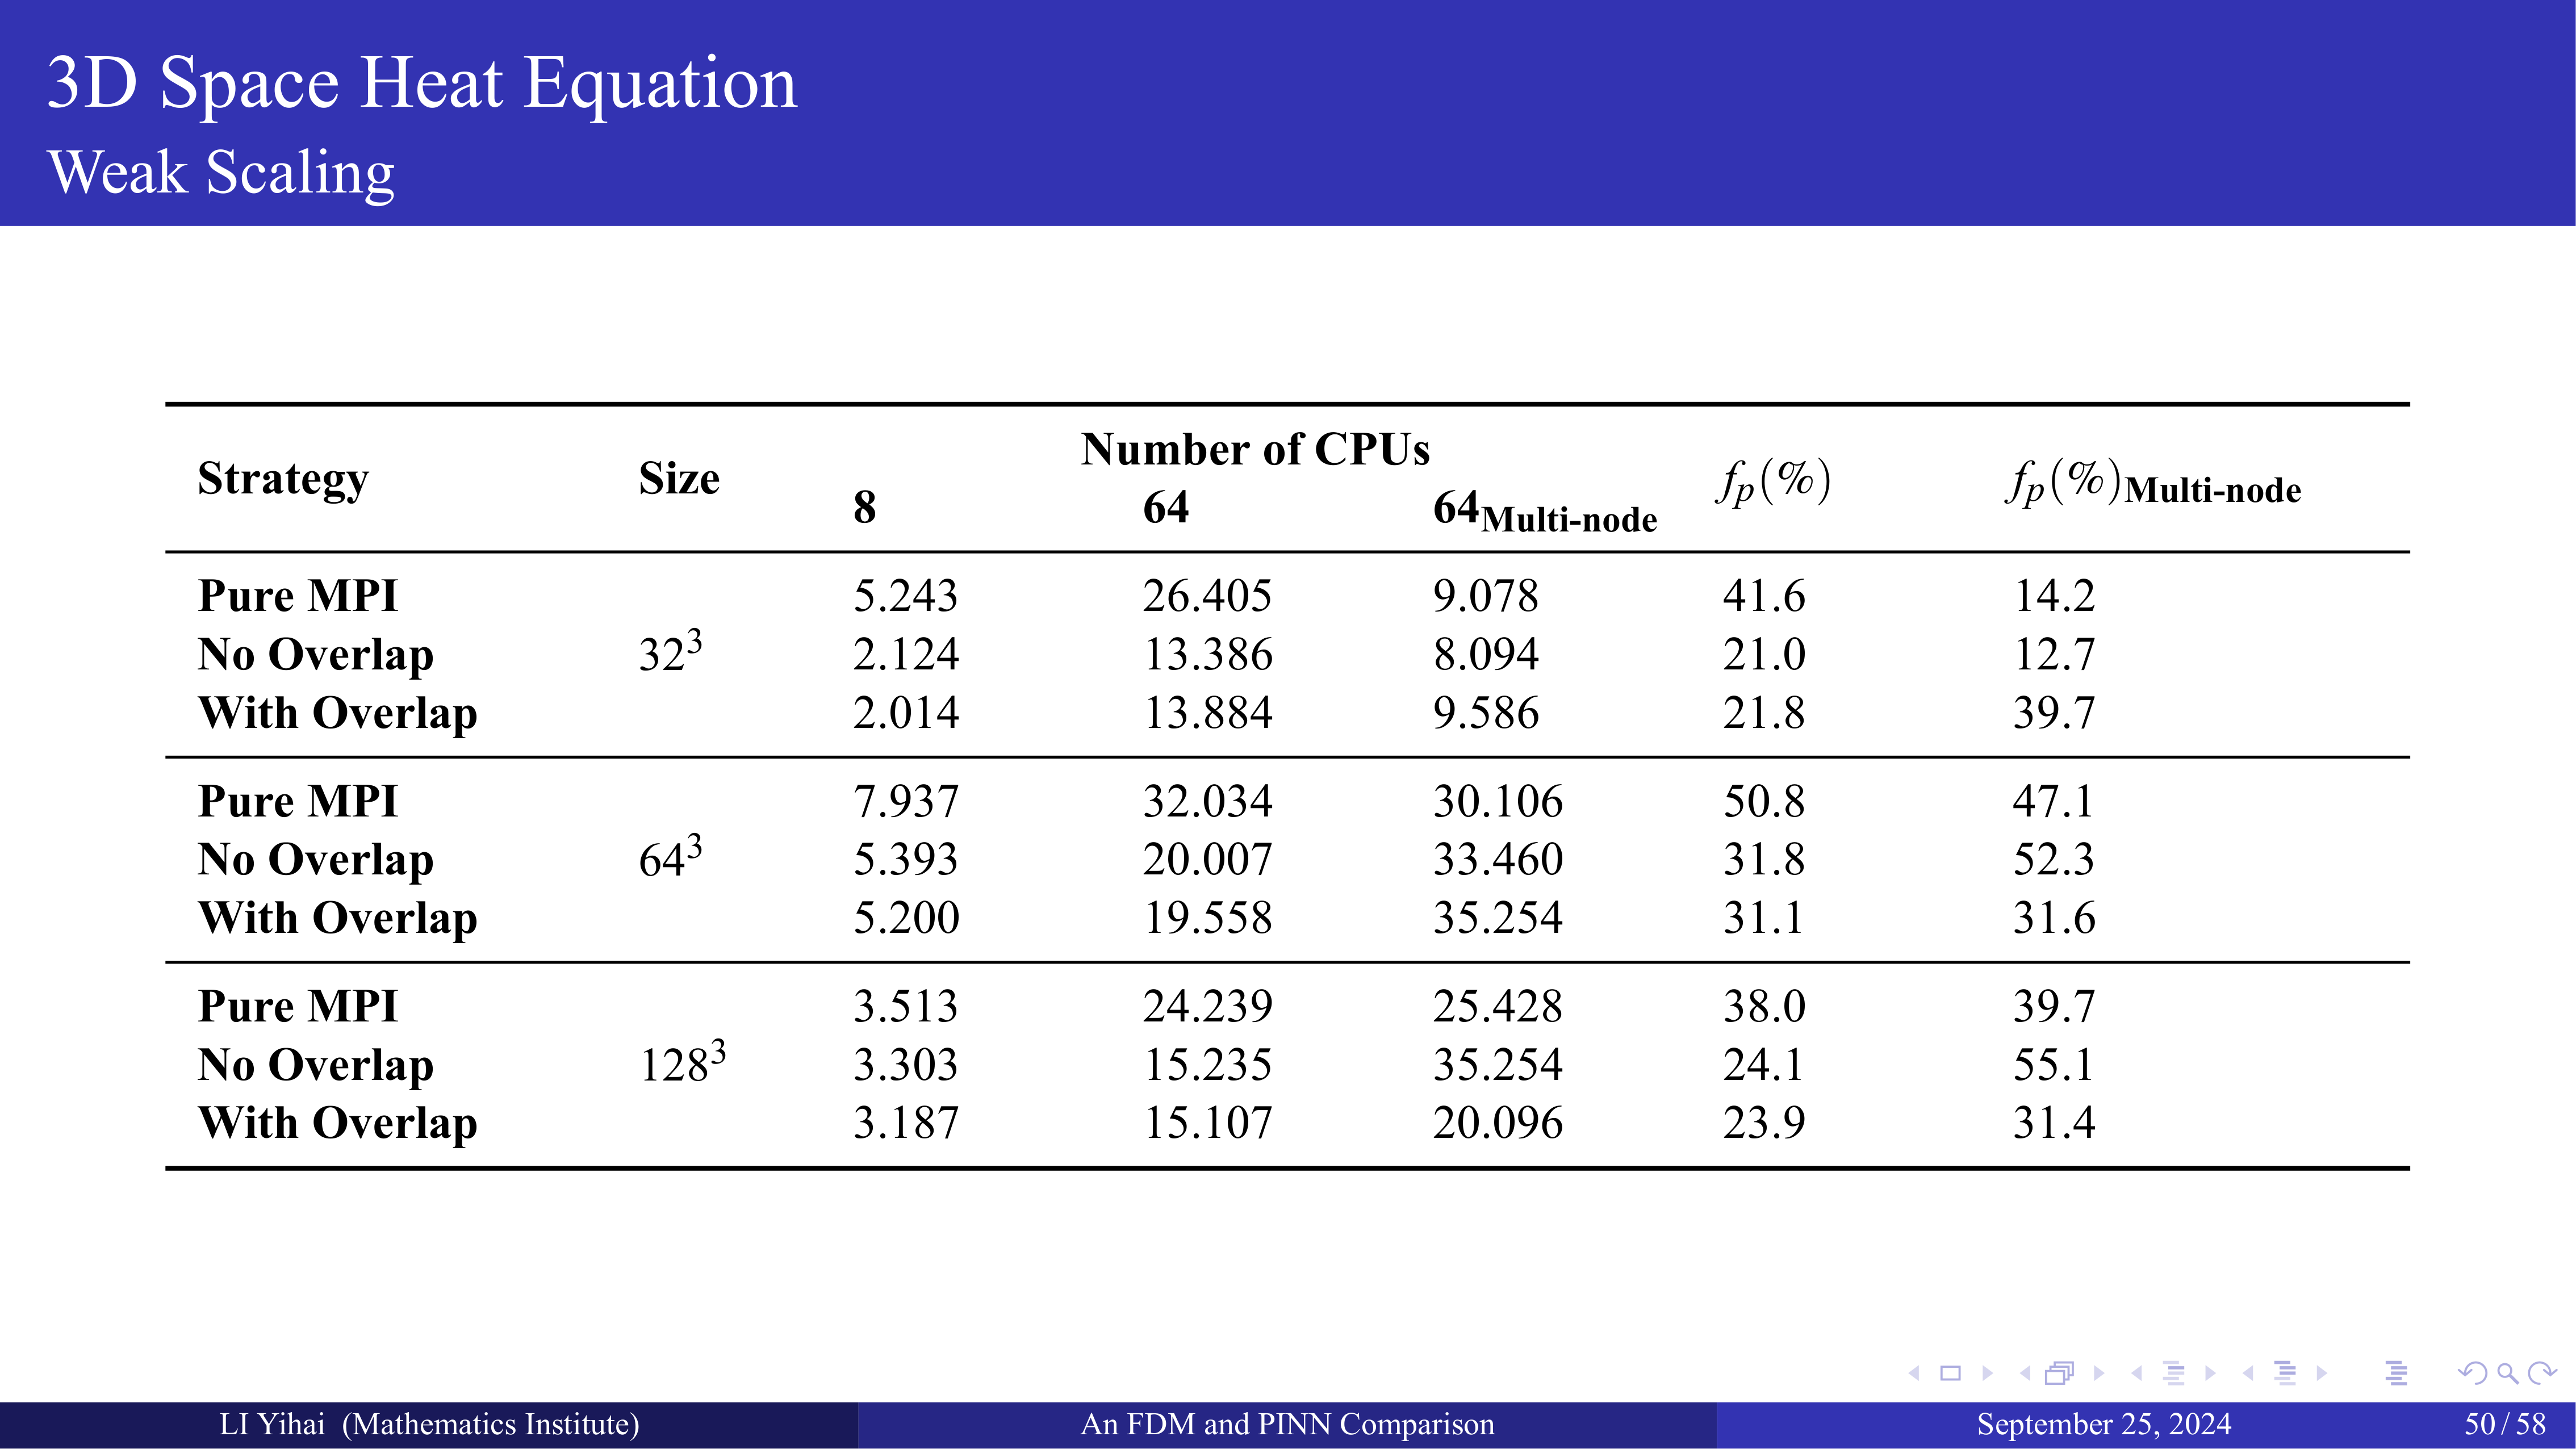 3D Space Heat Equation
Weak Scaling
Strategy Size Number of CPUs f_p(%) f_p(%)Multi-node
8 64 64Multi-node
Pure MPI 5.243 26.405 9.078 41.6 14.2
No Overlap 32³ 2.124 13.386 8.094 21.0 12.7
With Overlap 2.014 13.884 9.586 21.8 39.7
Pure MPI 7.937 32.034 30.106 50.8 47.1
No Overlap 64³ 5.393 20.007 33.460 31.8 52.3
With Overlap 5.200 19.558 35.254 31.1 31.6
Pure MPI 3.513 24.239 25.428 38.0 39.7
No Overlap 128³ 3.303 15.235 35.254 24.1 55.1
With Overlap 3.187 15.107 20.096 23.9 31.4
LI Yihai (Mathematics Institute) An FDM and PINN Comparison September 25, 2024 50 / 58